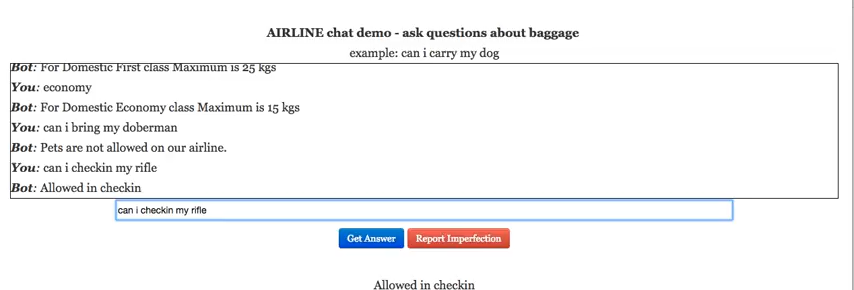 AIRLINE chat demo - ask questions about baggage
example: can i carry my dog
Bot: For Domestic First class Maximum is 25 kgs
You: economy
Bot: For Domestic Economy class Maximum is 15 kgs
You: can i bring my doberman
Bot: Pets are not allowed on our airline.
You: can i checkin my rifle
Bot: Allowed in checkin
can i checkin my rifle
Get Answer Report Imperfection
Allowed in checkin